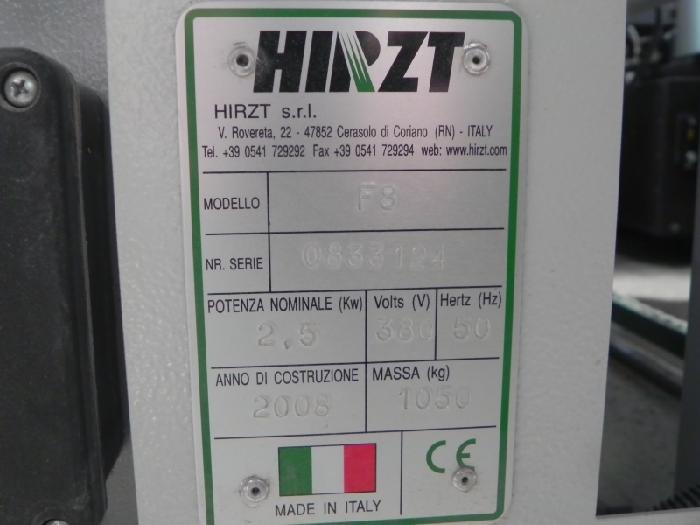 HIRZT
HIRZT s.r.l.
V. Rovereta, 22 - 47852 Cerasolo di Coriano (RN) - ITALY
Tel. +39 0541 729292 Fax +39 0541 729294 web: www.hirzt.com
MODELLO F8
NR. SERIE 0833124
POTENZA NOMINALE (Kw) Volts (V) Hertz (Hz)
2,5 380 50
ANNO DI COSTRUZIONE MASSA (kg)
2008 1050
CE
MADE IN ITALY